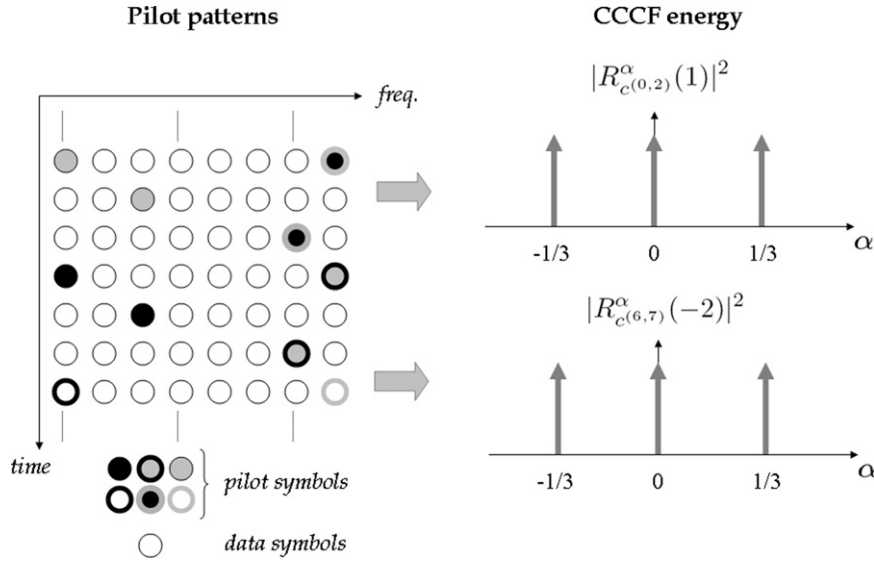 Pilot patterns
CCCF energy
freq.
time
pilot symbols
data symbols
|R^α_{c^{(0,2)}}(1)|^2
-1/3 0 1/3 α
|R^α_{c^{(6,7)}}(-2)|^2
-1/3 0 1/3 α